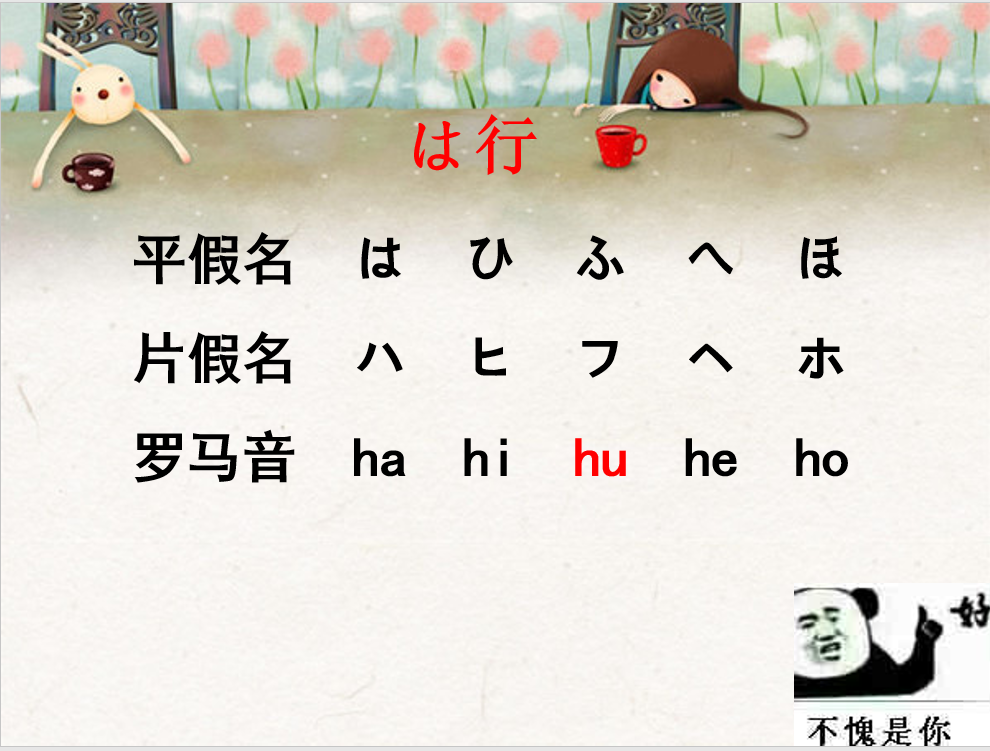 は行
平假名 は ひ ふ へ ほ
片假名 ハ ヒ フ ヘ ホ
罗马音 ha hi hu he ho
好
不愧是你